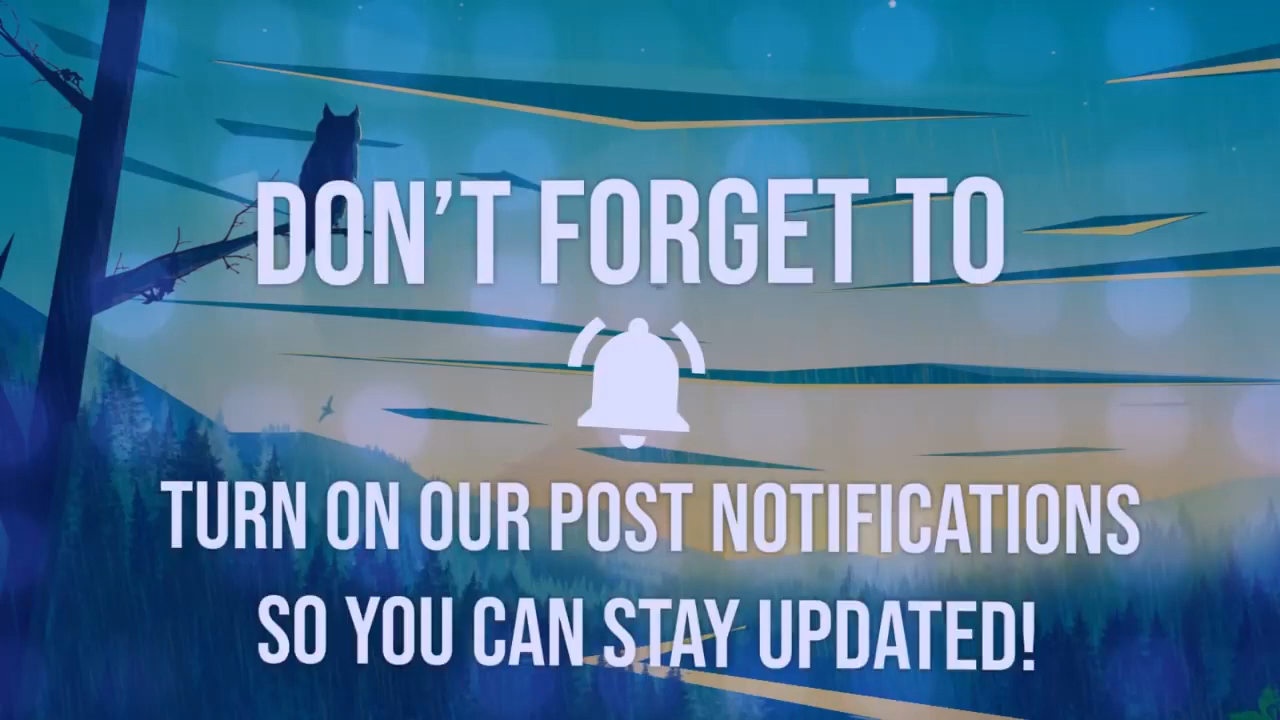 DON'T FORGET TO
TURN ON OUR POST NOTIFICATIONS
SO YOU CAN STAY UPDATED!